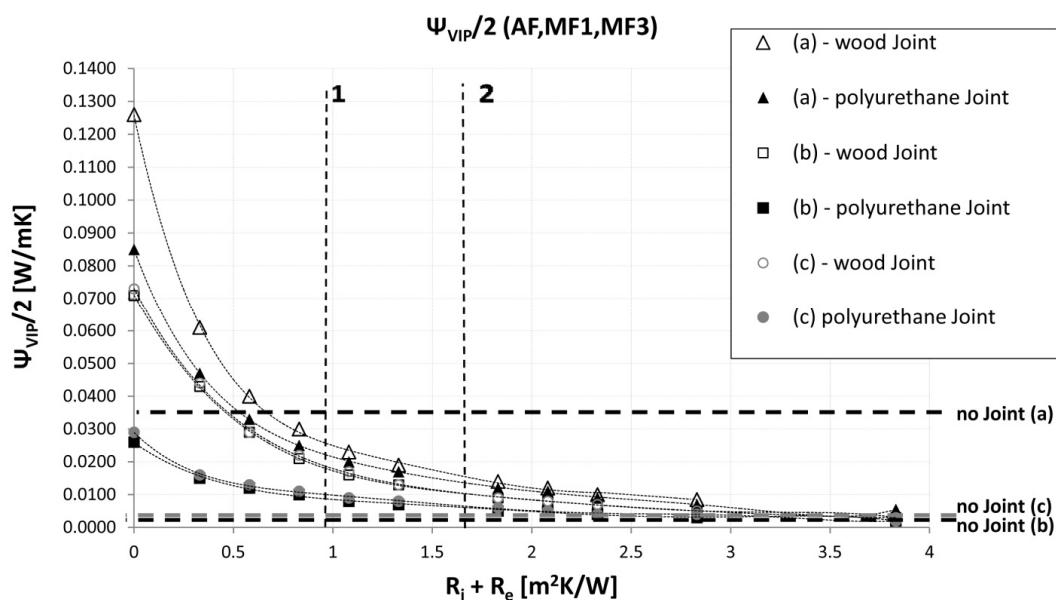 Ψ_VIP/2 (AF,MF1,MF3)
Ψ_VIP/2 [W/mK]
0.1400
0.1300
0.1200
0.1100
0.1000
0.0900
0.0800
0.0700
0.0600
0.0500
0.0400
0.0300
0.0200
0.0100
0.0000
1
2
(a) - wood Joint
(a) - polyurethane Joint
(b) - wood Joint
(b) - polyurethane Joint
(c) - wood Joint
(c) polyurethane Joint
no Joint (a)
no Joint (c)
no Joint (b)
0 0.5 1 1.5 2 2.5 3 3.5 4
R_i + R_e [m²K/W]